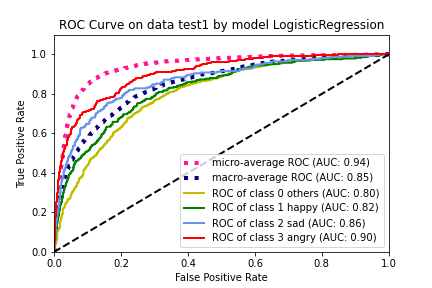 ROC Curve on data test1 by model LogisticRegression
True Positive Rate
1.0
0.8
0.6
0.4
0.2
0.0
micro-average ROC (AUC: 0.94)
macro-average ROC (AUC: 0.85)
ROC of class 0 others (AUC: 0.80)
ROC of class 1 happy (AUC: 0.82)
ROC of class 2 sad (AUC: 0.86)
ROC of class 3 angry (AUC: 0.90)
0.0 0.2 0.4 0.6 0.8 1.0
False Positive Rate